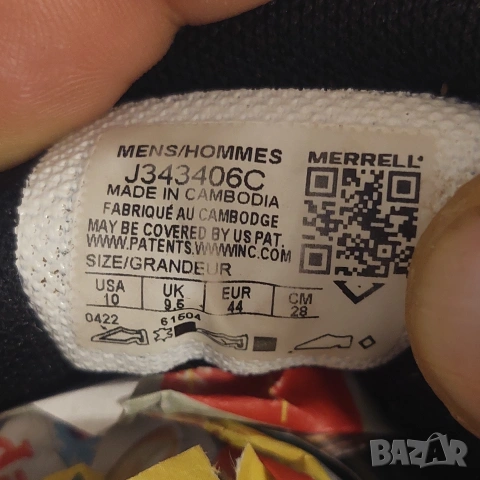 MENS/HOMMES
MERRELL
J343406C
MADE IN CAMBODIA
FABRIQUÉ AU CAMBODGE
MAY BE COVERED BY US PAT
WWW.PATENTS.WWWINC.COM
SIZE/GRANDEUR
USA UK EUR CM
10 9.5 44 28
0422 61504
BAZAR